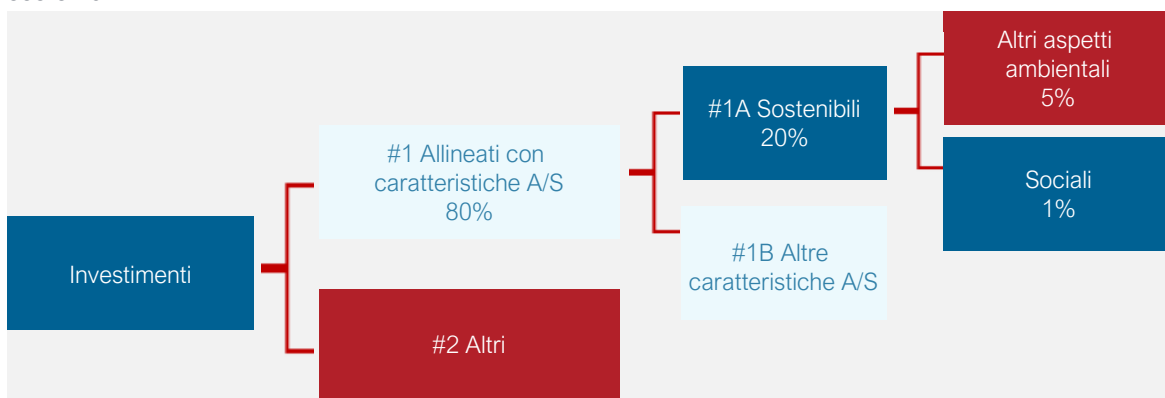 Investimenti
#1 Allineati con
caratteristiche A/S
80%
#2 Altri
#1A Sostenibili
20%
#1B Altre
caratteristiche A/S
Altri aspetti
ambientali
5%
Sociali
1%